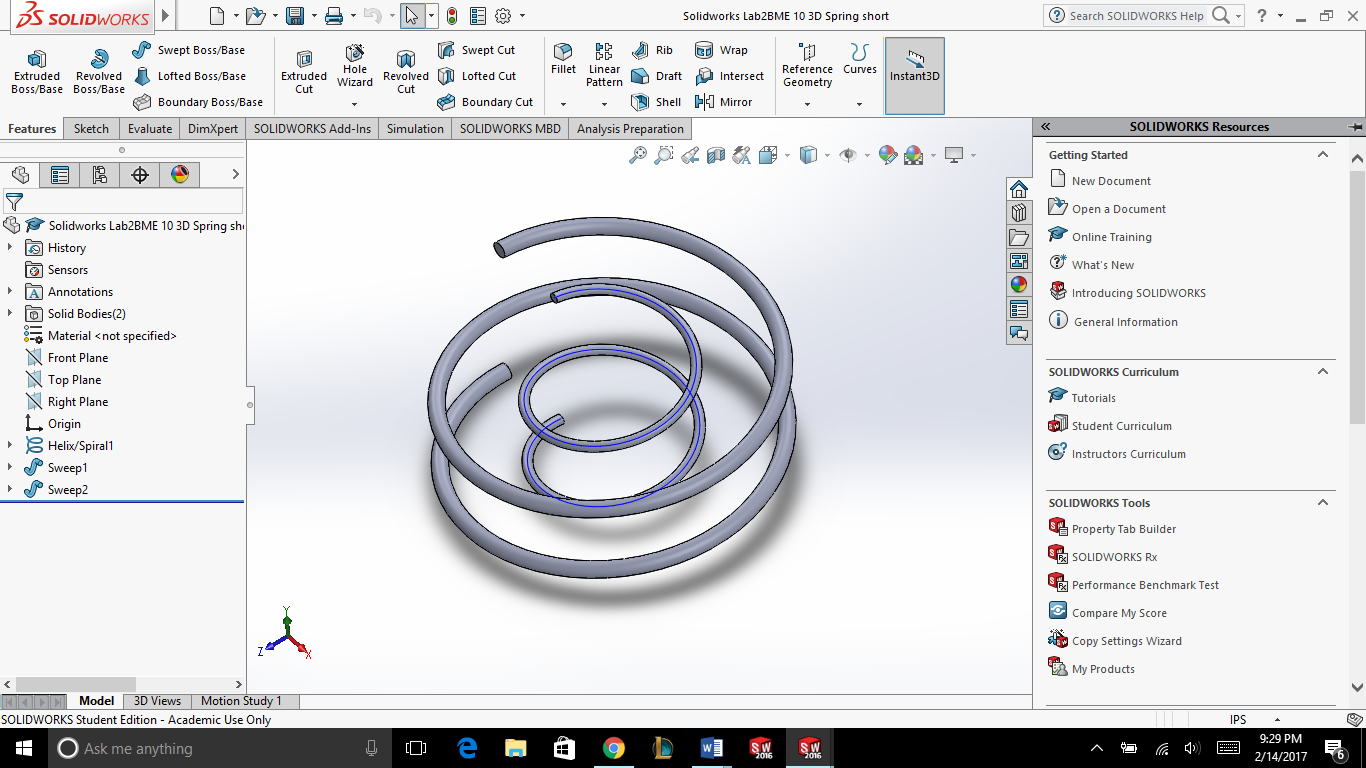 SOLIDWORKS
Solidworks Lab2BME 10 3D Spring short
Search SOLIDWORKS Help
?
Extruded Boss/Base
Revolved Boss/Base
Swept Boss/Base
Lofted Boss/Base
Boundary Boss/Base
Extruded Cut
Hole Wizard
Revolved Cut
Swept Cut
Lofted Cut
Boundary Cut
Fillet
Linear Pattern
Rib
Draft
Shell
Wrap
Intersect
Mirror
Reference Geometry
Curves
Instant3D
Features
Sketch
Evaluate
DimXpert
SOLIDWORKS Add-Ins
Simulation
SOLIDWORKS MBD
Analysis Preparation
Solidworks Lab2BME 10 3D Spring sho
History
Sensors
Annotations
Solid Bodies(2)
Material <not specified>
Front Plane
Top Plane
Right Plane
Origin
Helix/Spiral1
Sweep1
Sweep2
Y
Z
X
SOLIDWORKS Resources
Getting Started
New Document
Open a Document
Online Training
What's New
Introducing SOLIDWORKS
General Information
SOLIDWORKS Curriculum
Tutorials
Student Curriculum
Instructors Curriculum
SOLIDWORKS Tools
Property Tab Builder
SOLIDWORKS Rx
Performance Benchmark Test
Compare My Score
Copy Settings Wizard
My Products
Model
3D Views
Motion Study 1
SOLIDWORKS Student Edition - Academic Use Only
IPS
Ask me anything
SW 2016
SW 2016
9:29 PM
2/14/2017
6